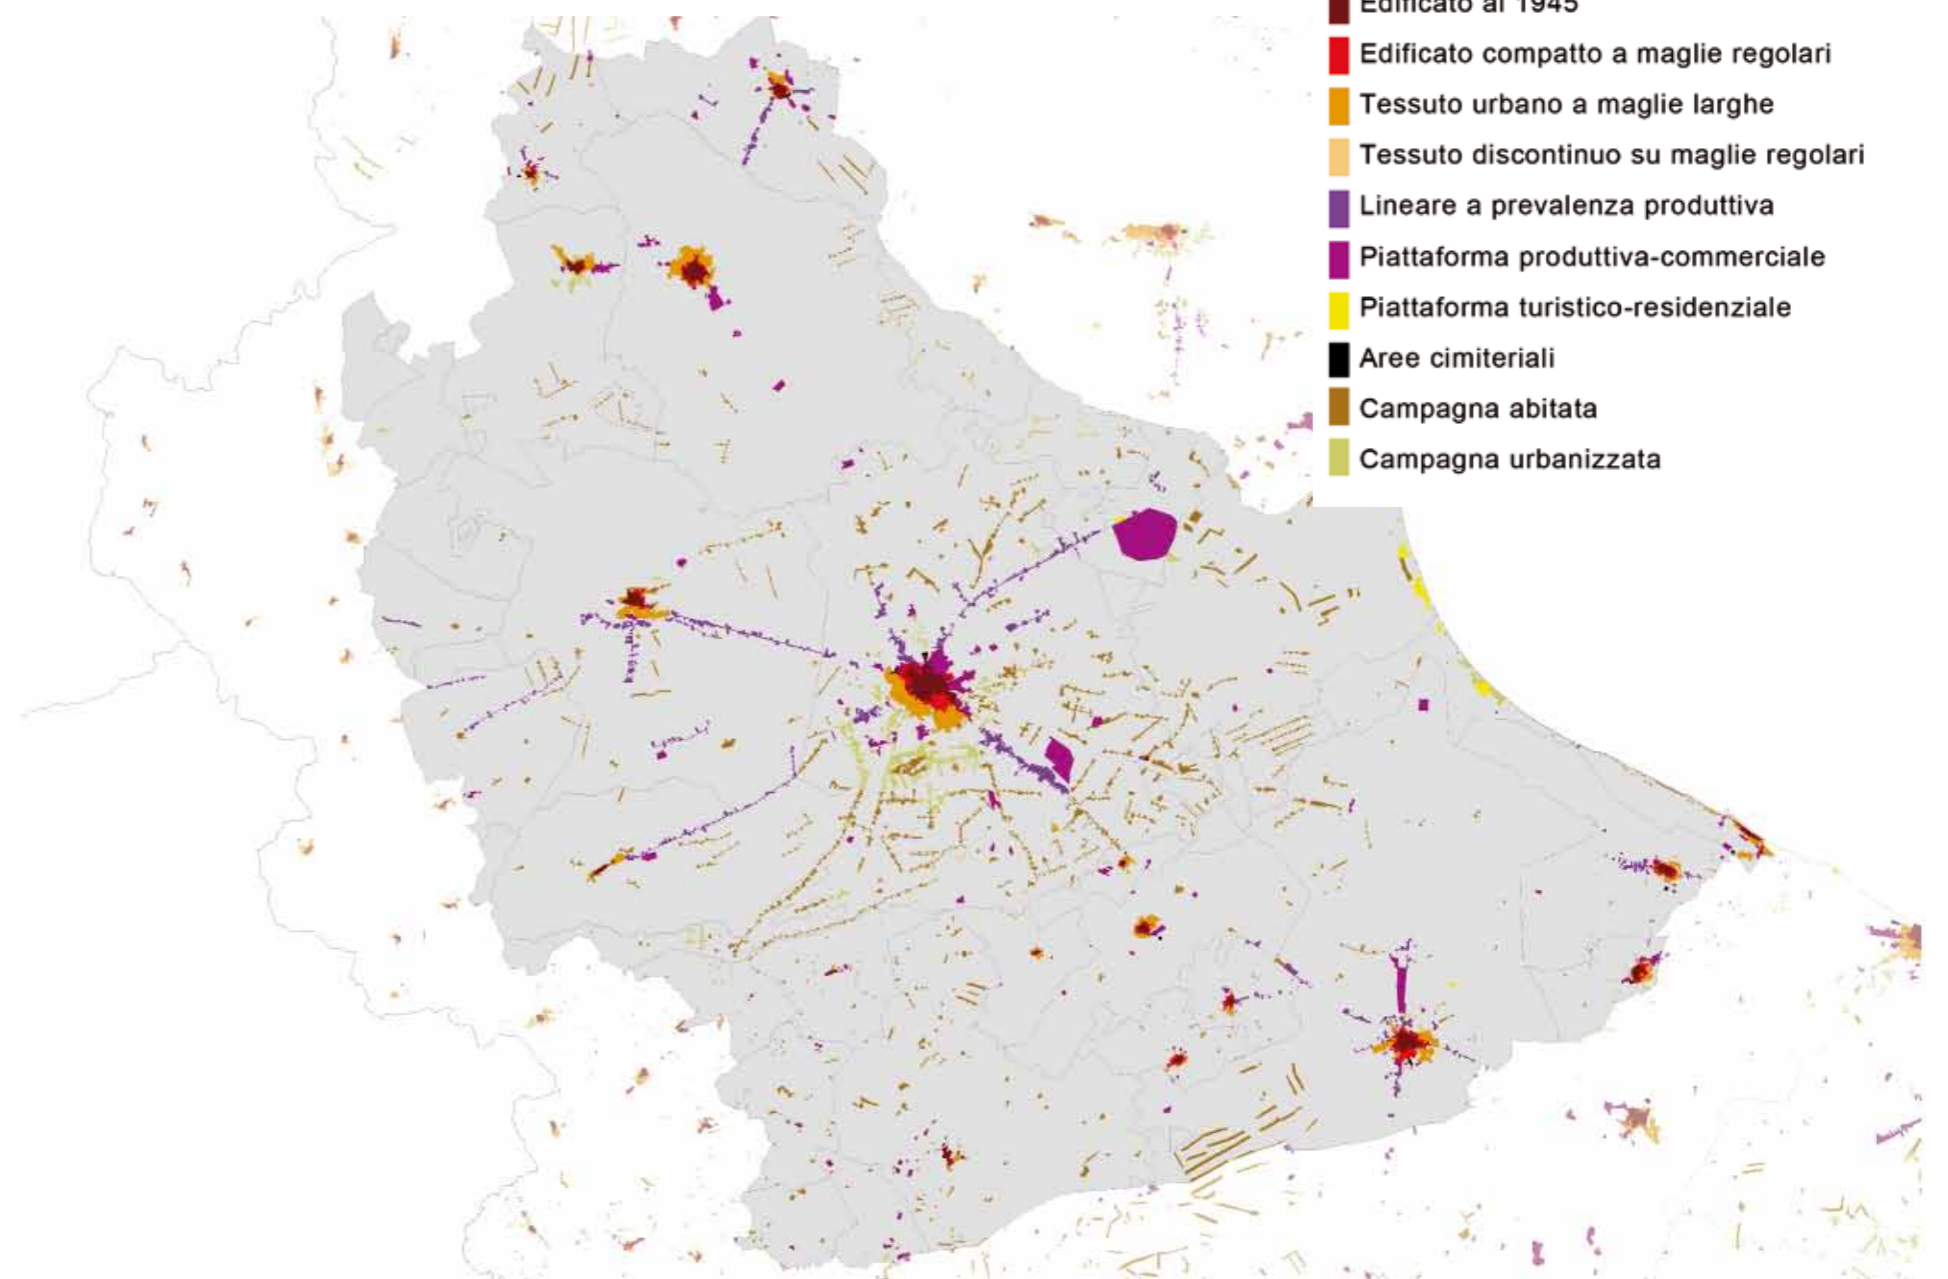 Edificato al 1945
Edificato compatto a maglie regolari
Tessuto urbano a maglie larghe
Tessuto discontinuo su maglie regolari
Lineare a prevalenza produttiva
Piattaforma produttiva-commerciale
Piattaforma turistico-residenziale
Aree cimiteriali
Campagna abitata
Campagna urbanizzata